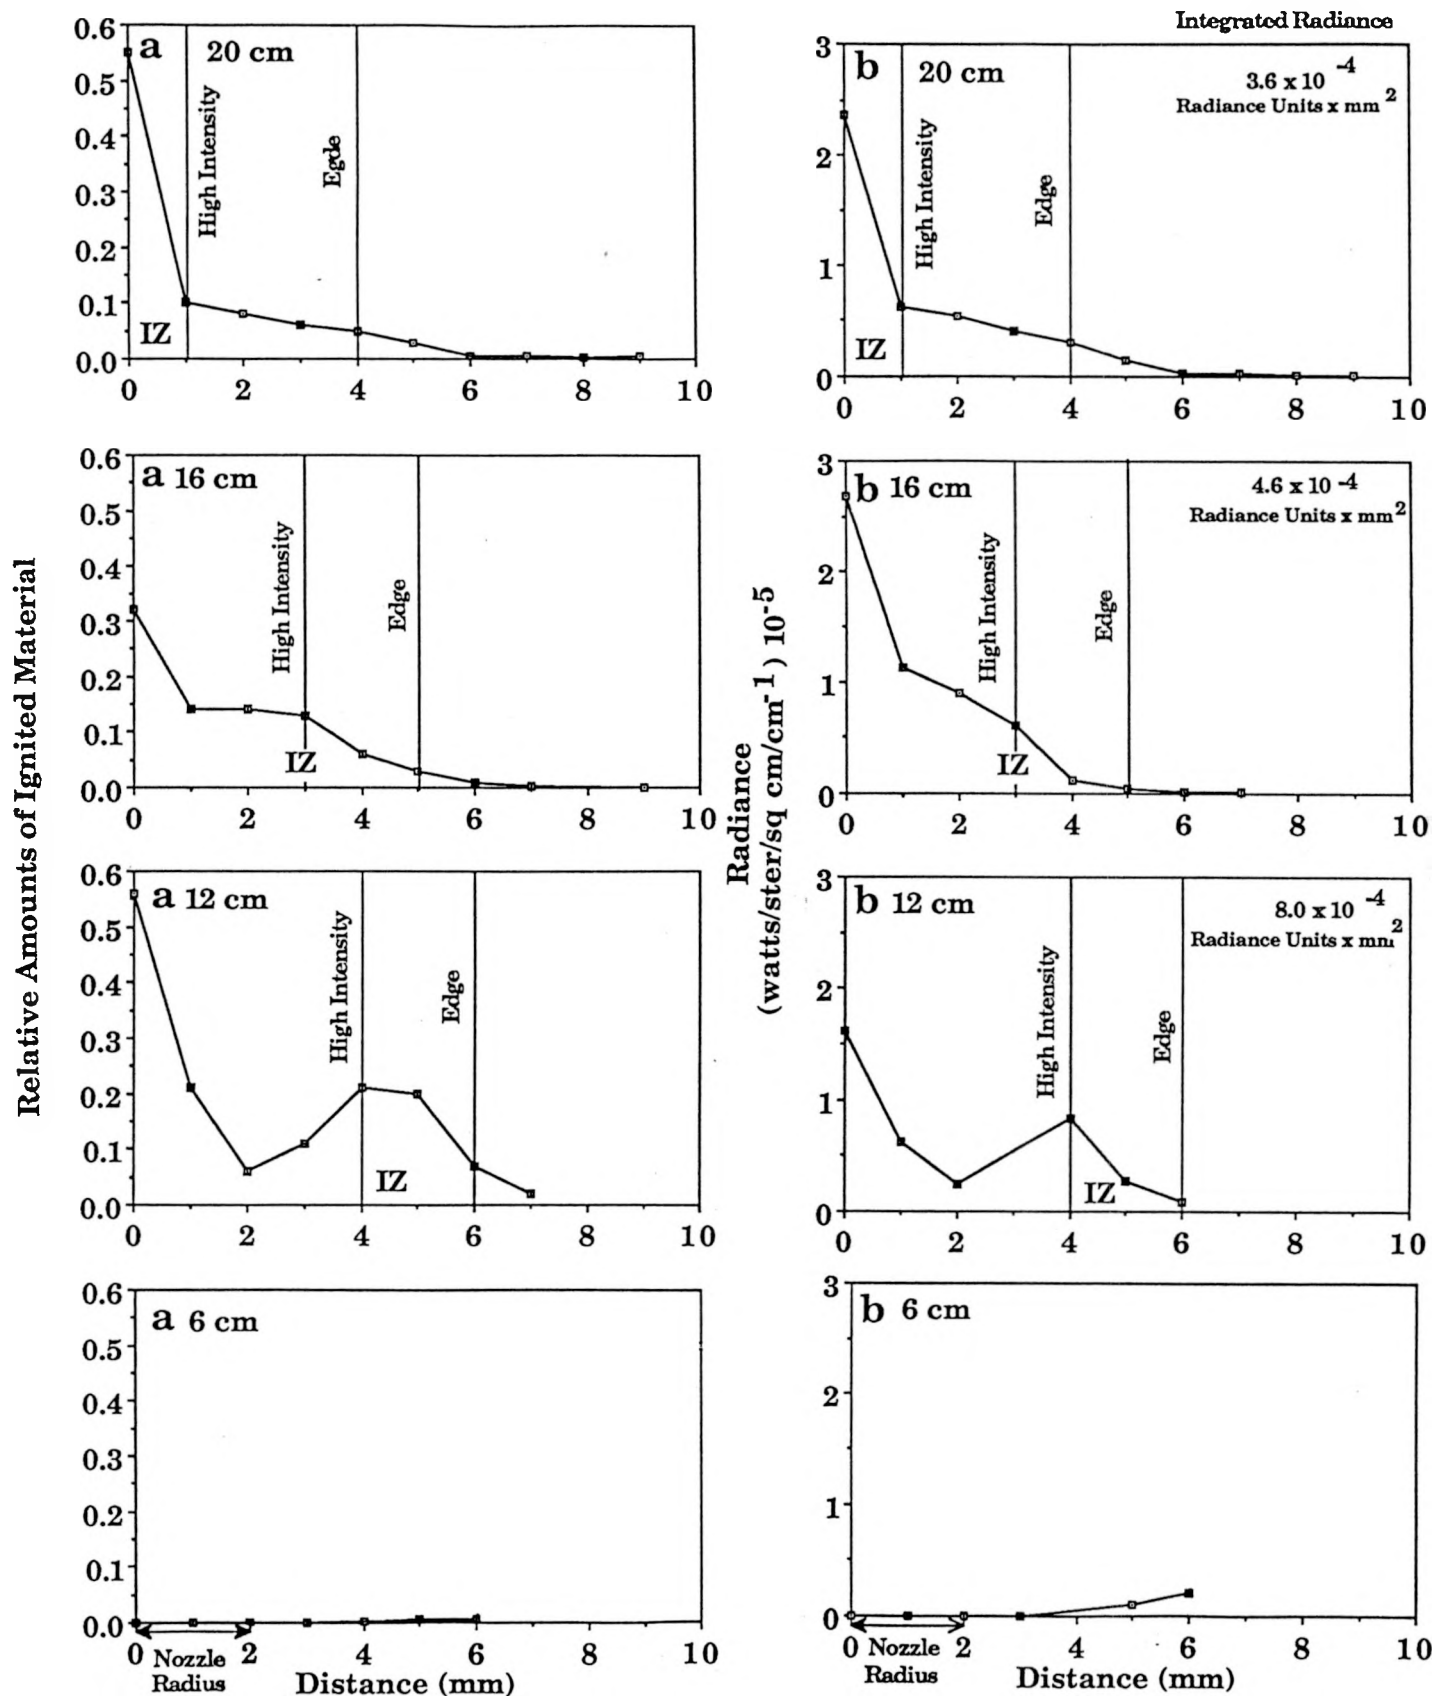 Integrated Radiance
a 20 cm
0.6
0.5
0.4
0.3
0.2
0.1
0.0
High Intensity
Egde
IZ
0 2 4 6 8 10
b 20 cm
3.6 x 10 -4
Radiance Units x mm 2
3
2
1
0
High Intensity
Edge
IZ
0 2 4 6 8 10
a 16 cm
0.6
0.5
0.4
0.3
0.2
0.1
0.0
High Intensity
Edge
IZ
0 2 4 6 8 10
b 16 cm
4.6 x 10 -4
Radiance Units x mm2
3
2
1
0
High Intensity
Edge
IZ
0 2 4 6 8 10
Relative Amounts of Ignited Material
Radiance
(watts/ster/sq cm/cm-1) 10-5
a 12 cm
0.6
0.5
0.4
0.3
0.2
0.1
0.0
High Intensity
Edge
IZ
0 2 4 6 8 10
b 12 cm
8.0 x 10 -4
Radiance Units x mm 2
3
2
1
0
High Intensity
Edge
IZ
0 2 4 6 8 10
a 6 cm
0.6
0.5
0.4
0.3
0.2
0.1
0.0
0 2 4 6 8 10
Nozzle
Radius
Distance (mm)
b 6 cm
3
2
1
0
0 2 4 6 8 10
Nozzle
Radius
Distance (mm)